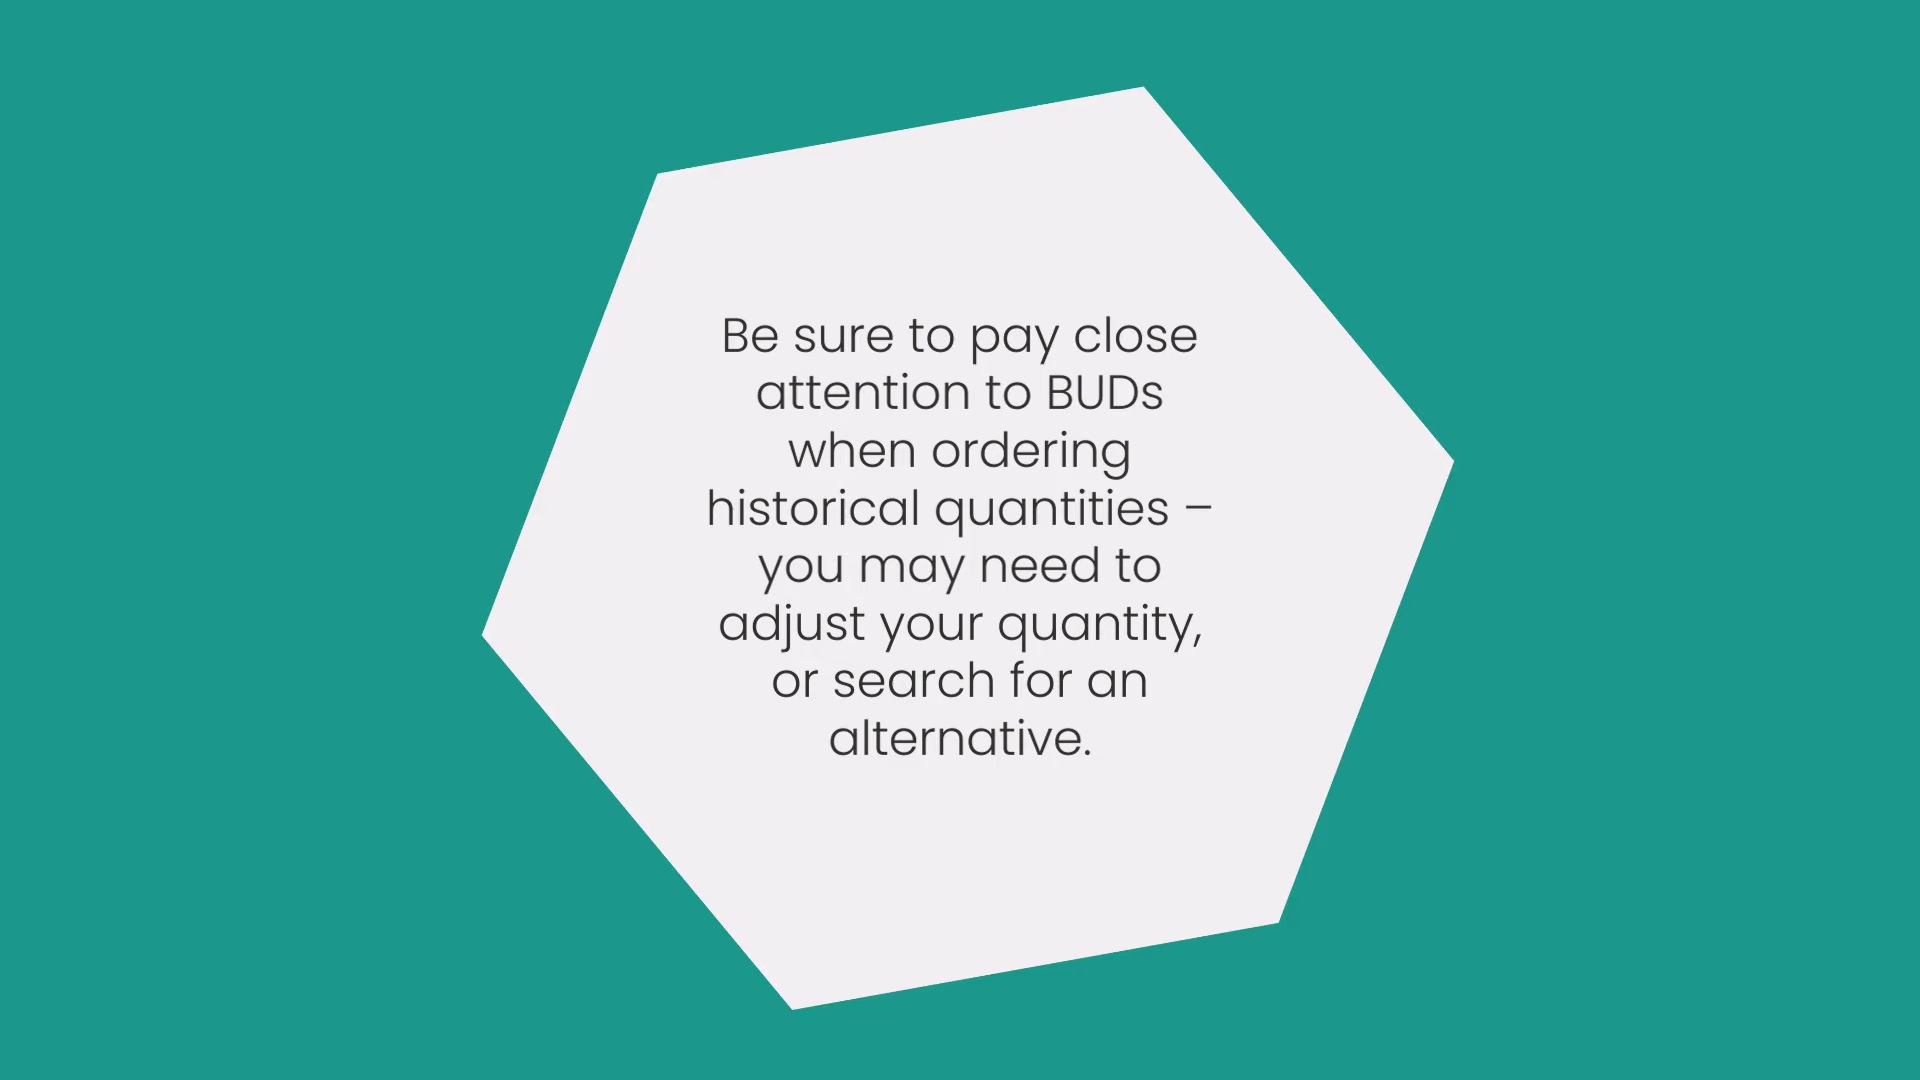 Be sure to pay close
attention to BUDs
when ordering
historical quantities –
you may need to
adjust your quantity,
or search for an
alternative.